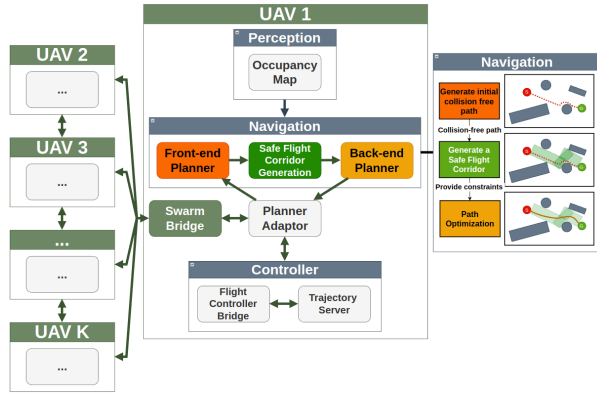 UAV 1
Perception
Occupancy
Map
Navigation
Front-end
Planner
Safe Flight
Corridor
Generation
Back-end
Planner
Swarm
Bridge
Planner
Adaptor
Controller
Flight
Controller
Bridge
Trajectory
Server
UAV 2
...
UAV 3
...
...
...
UAV K
...
Navigation
Generate initial
collision free
path
Collision-free path
Generate a
Safe Flight
Corridor
Provide constraints
Path
Optimization
S
G
S
G
S
G